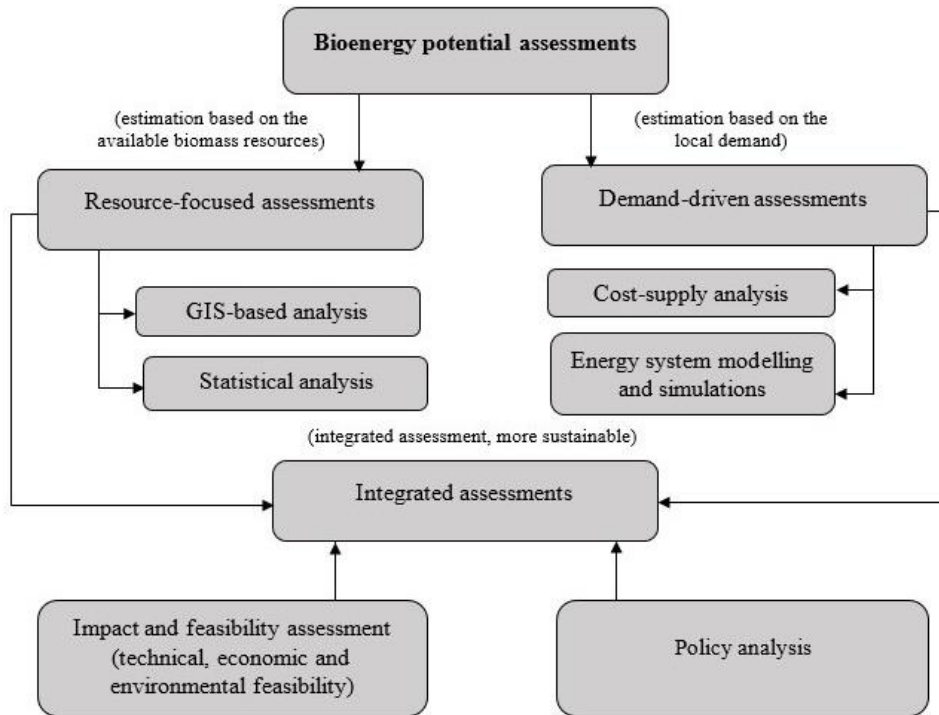 Bioenergy potential assessments
(estimation based on the
available biomass resources)
(estimation based on the
local demand)
Resource-focused assessments
Demand-driven assessments
GIS-based analysis
Cost-supply analysis
Statistical analysis
Energy system modelling
and simulations
(integrated assessment, more sustainable)
Integrated assessments
Impact and feasibility assessment
(technical, economic and
environmental feasibility)
Policy analysis